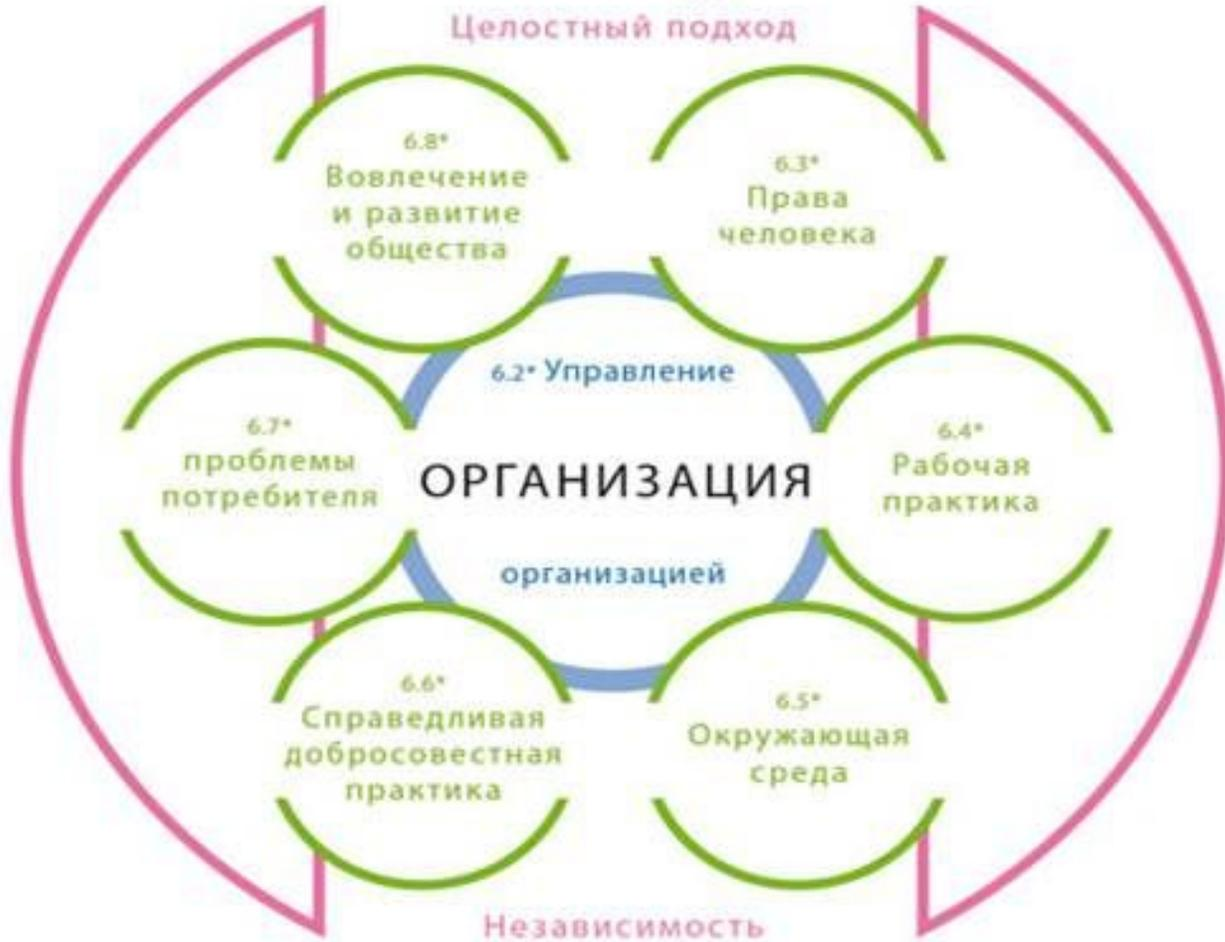 Целостный подход
6.8*
Вовлечение
и развитие
общества
6.3*
Права
человека
6.2* Управление
6.7*
проблемы
потребителя
ОРГАНИЗАЦИЯ
6.4*
Рабочая
практика
организацией
6.6*
Справедливая
добросовестная
практика
6.5*
Окружающая
среда
Независимость